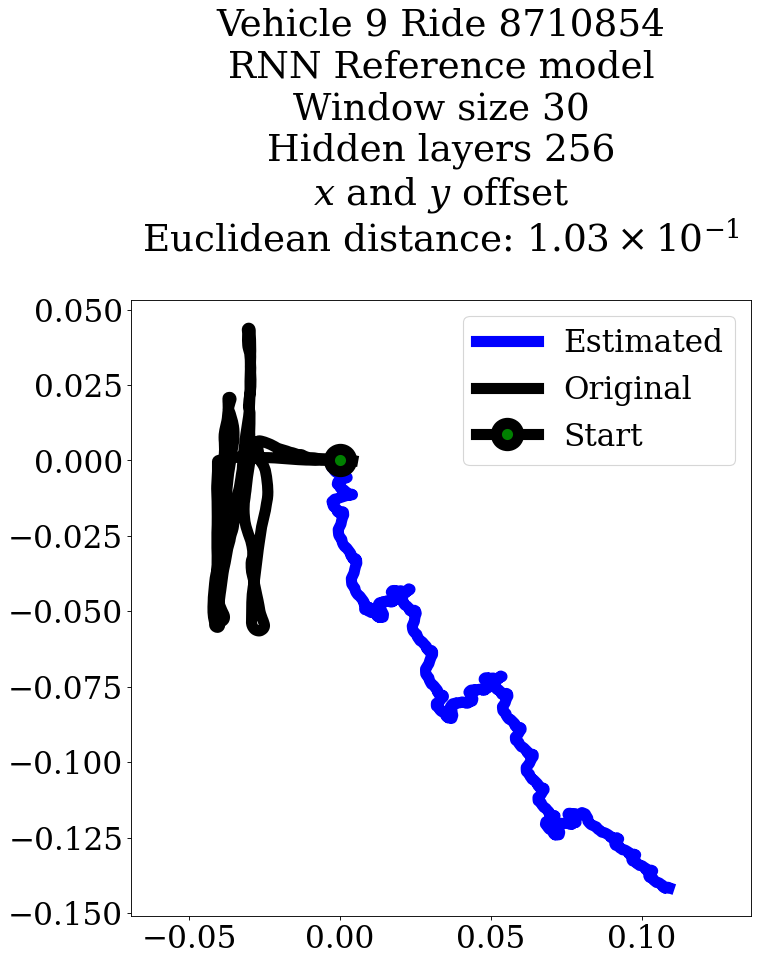 Vehicle 9 Ride 8710854
RNN Reference model
Window size 30
Hidden layers 256
x and y offset
Euclidean distance: 1.03 × 10⁻¹
Estimated
Original
Start
0.050
0.025
0.000
−0.025
−0.050
−0.075
−0.100
−0.125
−0.150
−0.05 0.00 0.05 0.10